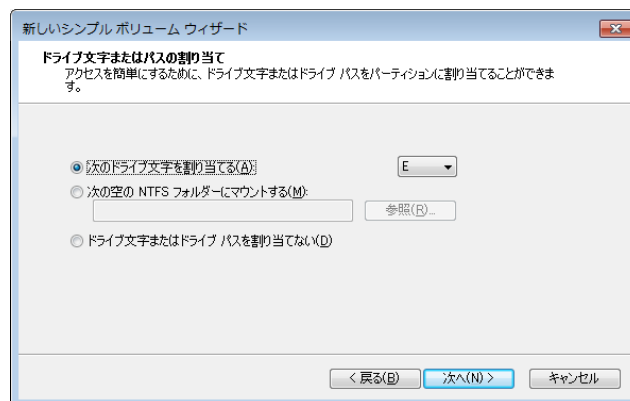 新しいシンプル ボリューム ウィザード
ドライブ文字またはパスの割り当て
アクセスを簡単にするために、ドライブ文字またはドライブ パスをパーティションに割り当てることができま
す。
次のドライブ文字を割り当てる(A): E
次の空の NTFS フォルダーにマウントする(M):
参照(R)...
ドライブ文字またはドライブ パスを割り当てない(D)
< 戻る(B) 次へ(N) > キャンセル